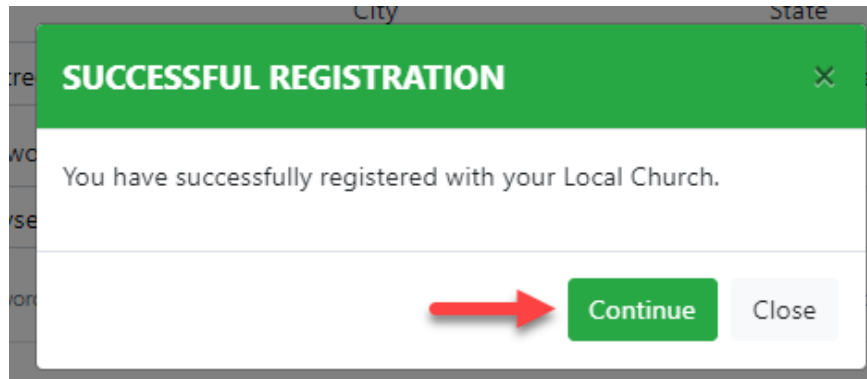 City State
SUCCESSFUL REGISTRATION ×
You have successfully registered with your Local Church.
Continue Close